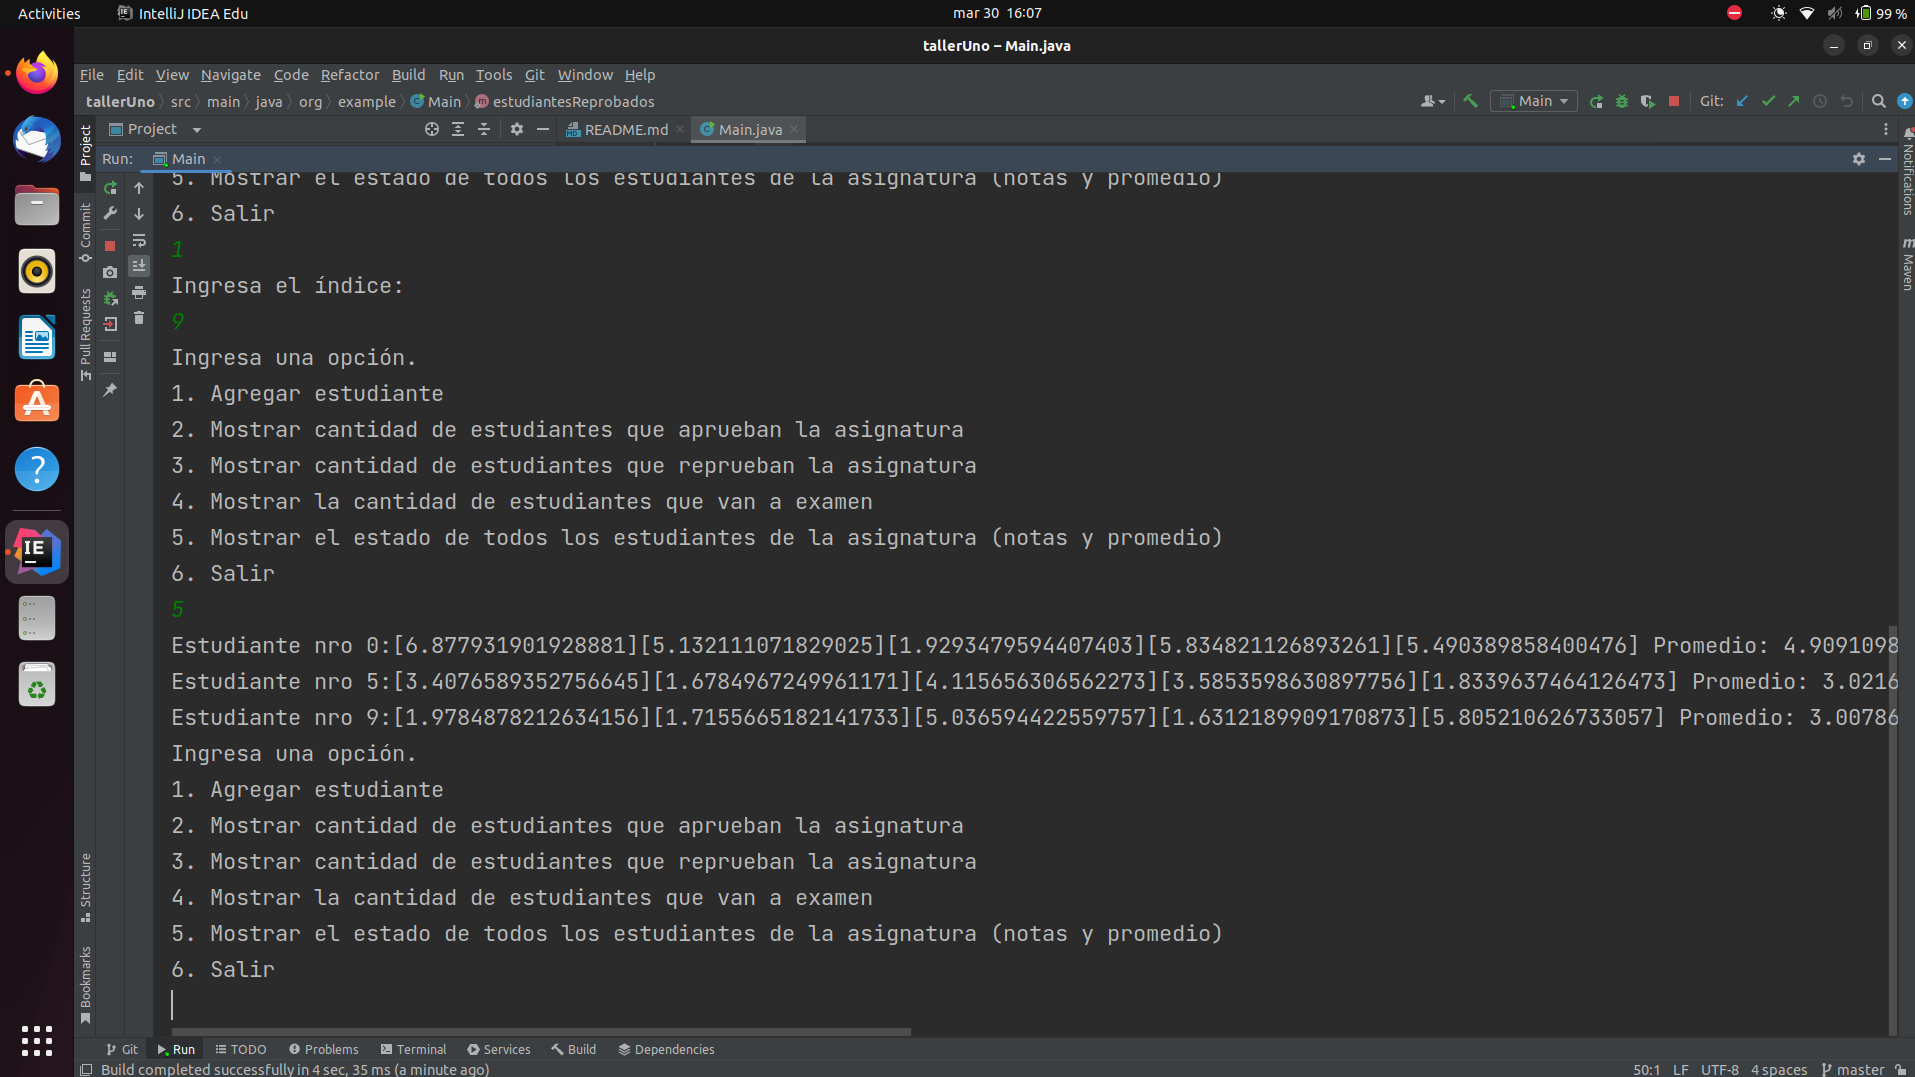 Activities IntelliJ IDEA Edu mar 30 16:07 99 %
tallerUno – Main.java
File Edit View Navigate Code Refactor Build Run Tools Git Window Help
tallerUno src main java org example Main estudiantesReprobados Main Git:
Project README.md Main.java
Run: Main
5. Mostrar el estado de todos los estudiantes de la asignatura (notas y promedio)
6. Salir
1
Ingresa el índice:
9
Ingresa una opción.
1. Agregar estudiante
2. Mostrar cantidad de estudiantes que aprueban la asignatura
3. Mostrar cantidad de estudiantes que reprueban la asignatura
4. Mostrar la cantidad de estudiantes que van a examen
5. Mostrar el estado de todos los estudiantes de la asignatura (notas y promedio)
6. Salir
5
Estudiante nro 0:[6.877931901928881][5.132111071829025][1.9293479594407403][5.834821126893261][5.490389858400476] Promedio: 4.9091098
Estudiante nro 5:[3.4076589352756645][1.6784967249961171][4.115656306562273][3.5853598630897756][1.8339637464126473] Promedio: 3.0216
Estudiante nro 9:[1.9784878212634156][1.7155665182141733][5.036594422559757][1.6312189909170873][5.805210626733057] Promedio: 3.00786
Ingresa una opción.
1. Agregar estudiante
2. Mostrar cantidad de estudiantes que aprueban la asignatura
3. Mostrar cantidad de estudiantes que reprueban la asignatura
4. Mostrar la cantidad de estudiantes que van a examen
5. Mostrar el estado de todos los estudiantes de la asignatura (notas y promedio)
6. Salir
Project
Commit
Pull Requests
Structure
Bookmarks
Notifications
Maven
Git Run TODO Problems Terminal Services Build Dependencies
Build completed successfully in 4 sec, 35 ms (a minute ago) 50:1 LF UTF-8 4 spaces master